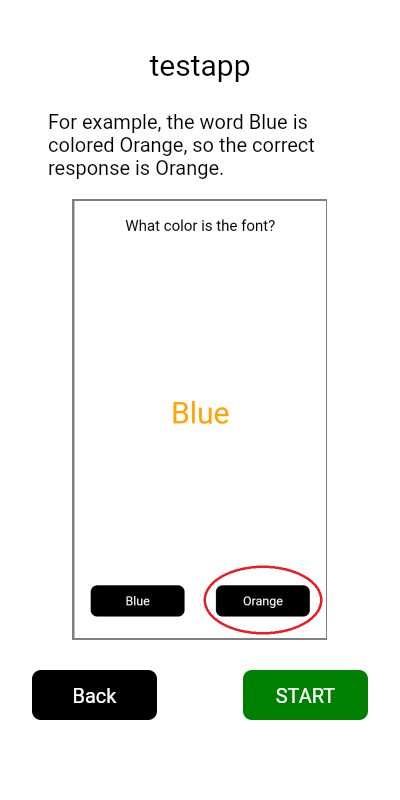 testapp
For example, the word Blue is
colored Orange, so the correct
response is Orange.
What color is the font?
Blue
Blue
Orange
Back
START